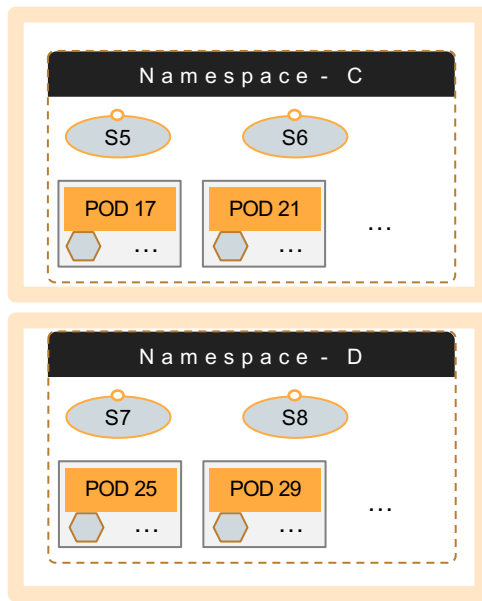 Namespace - C
S5 S6
POD 17 POD 21
... ... ...
Namespace - D
S7 S8
POD 25 POD 29
... ... ...